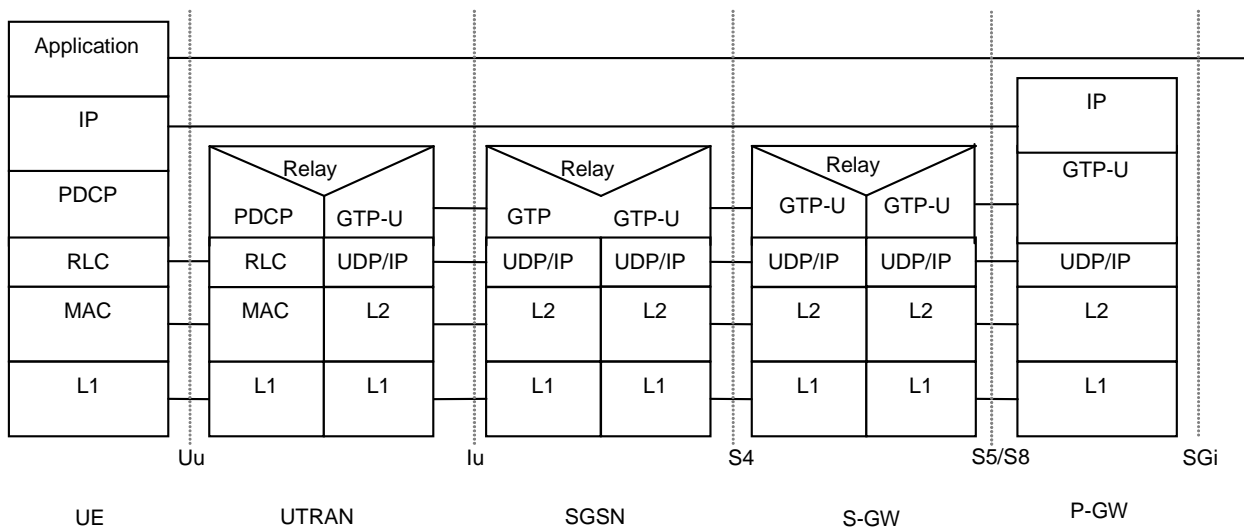 Application
IP
IP
Relay
Relay
Relay
PDCP
GTP-U
PDCP
GTP-U
GTP
GTP-U
GTP-U
GTP-U
RLC
RLC
UDP/IP
UDP/IP
UDP/IP
UDP/IP
UDP/IP
UDP/IP
MAC
MAC
L2
L2
L2
L2
L2
L2
L1
L1
L1
L1
L1
L1
L1
L1
Uu
Iu
S4
S5/S8
SGi
UE
UTRAN
SGSN
S-GW
P-GW